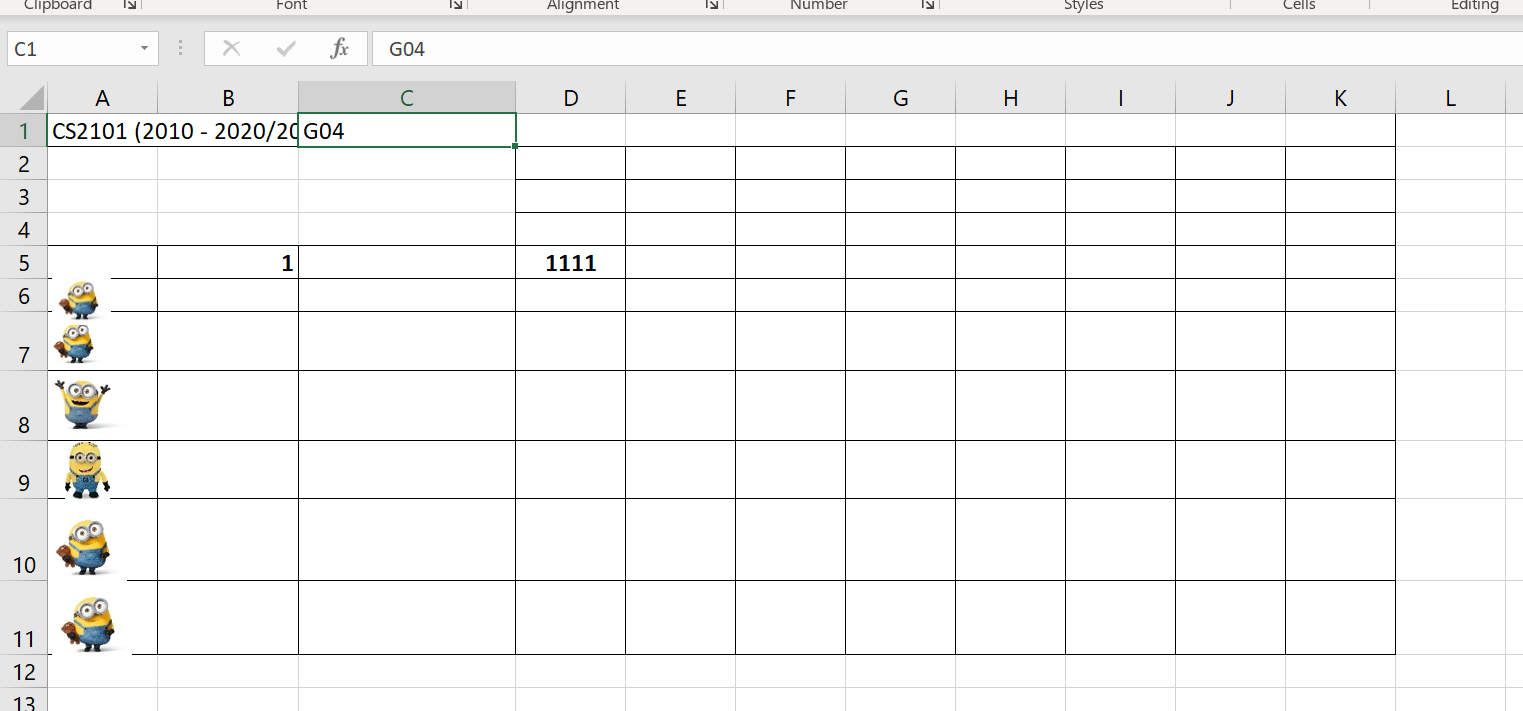 Clipboard Font Alignment Number Styles Cells Editing
C1 fx G04
A B C D E F G H I J K L
1 CS2101 (2010 - 2020/20 G04
2
3
4
5 1 1111
6
7
8
9
10
11
12
13